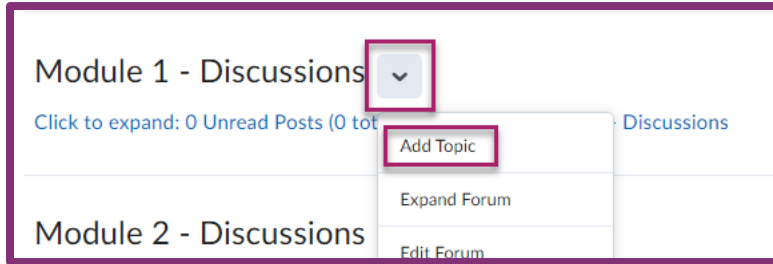 Module 1 - Discussions
Click to expand: 0 Unread Posts (0 tot Discussions
Add Topic
Expand Forum
Module 2 - Discussions
Edit Forum